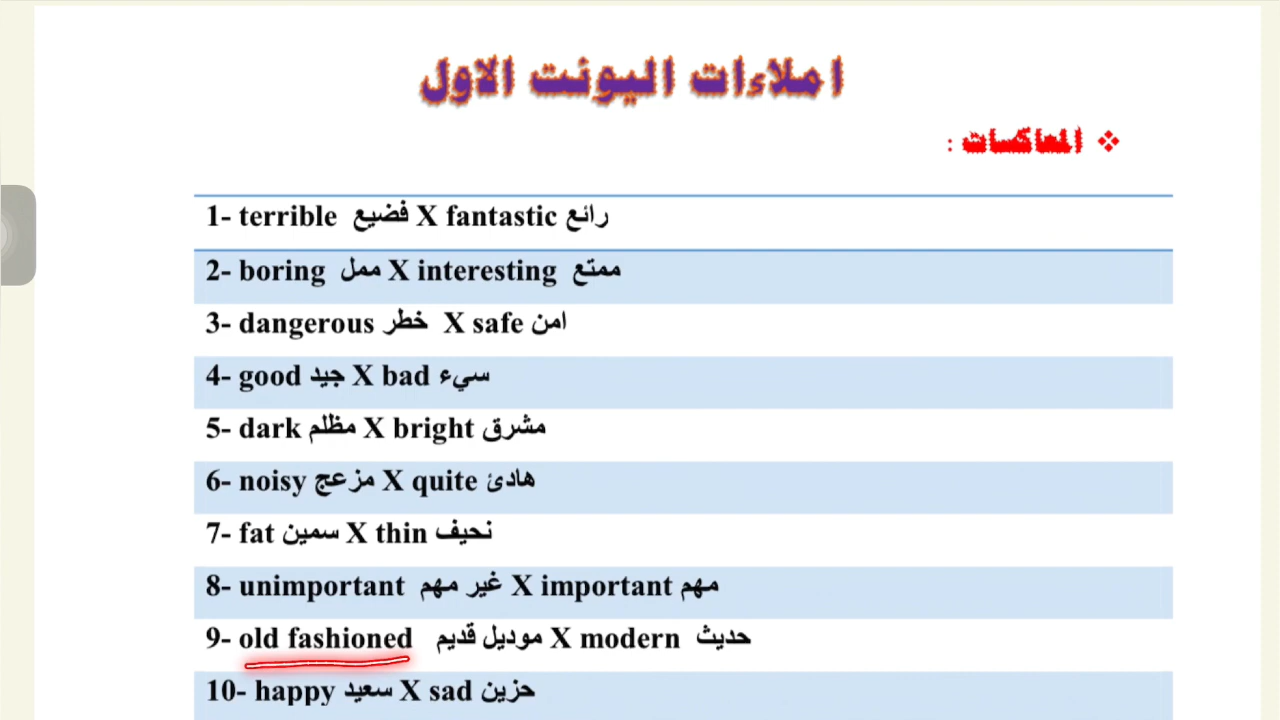 املاءات اليونت الاول
❖ المعاكسات :
1- terrible فضيع X fantastic رائع
2- boring ممل X interesting ممتع
3- dangerous خطر X safe امن
4- good جيد X bad سيء
5- dark مظلم X bright مشرق
6- noisy مزعج X quite هادئ
7- fat سمين X thin نحيف
8- unimportant غير مهم X important مهم
9- old fashioned موديل قديم X modern حديث
10- happy سعيد X sad حزين